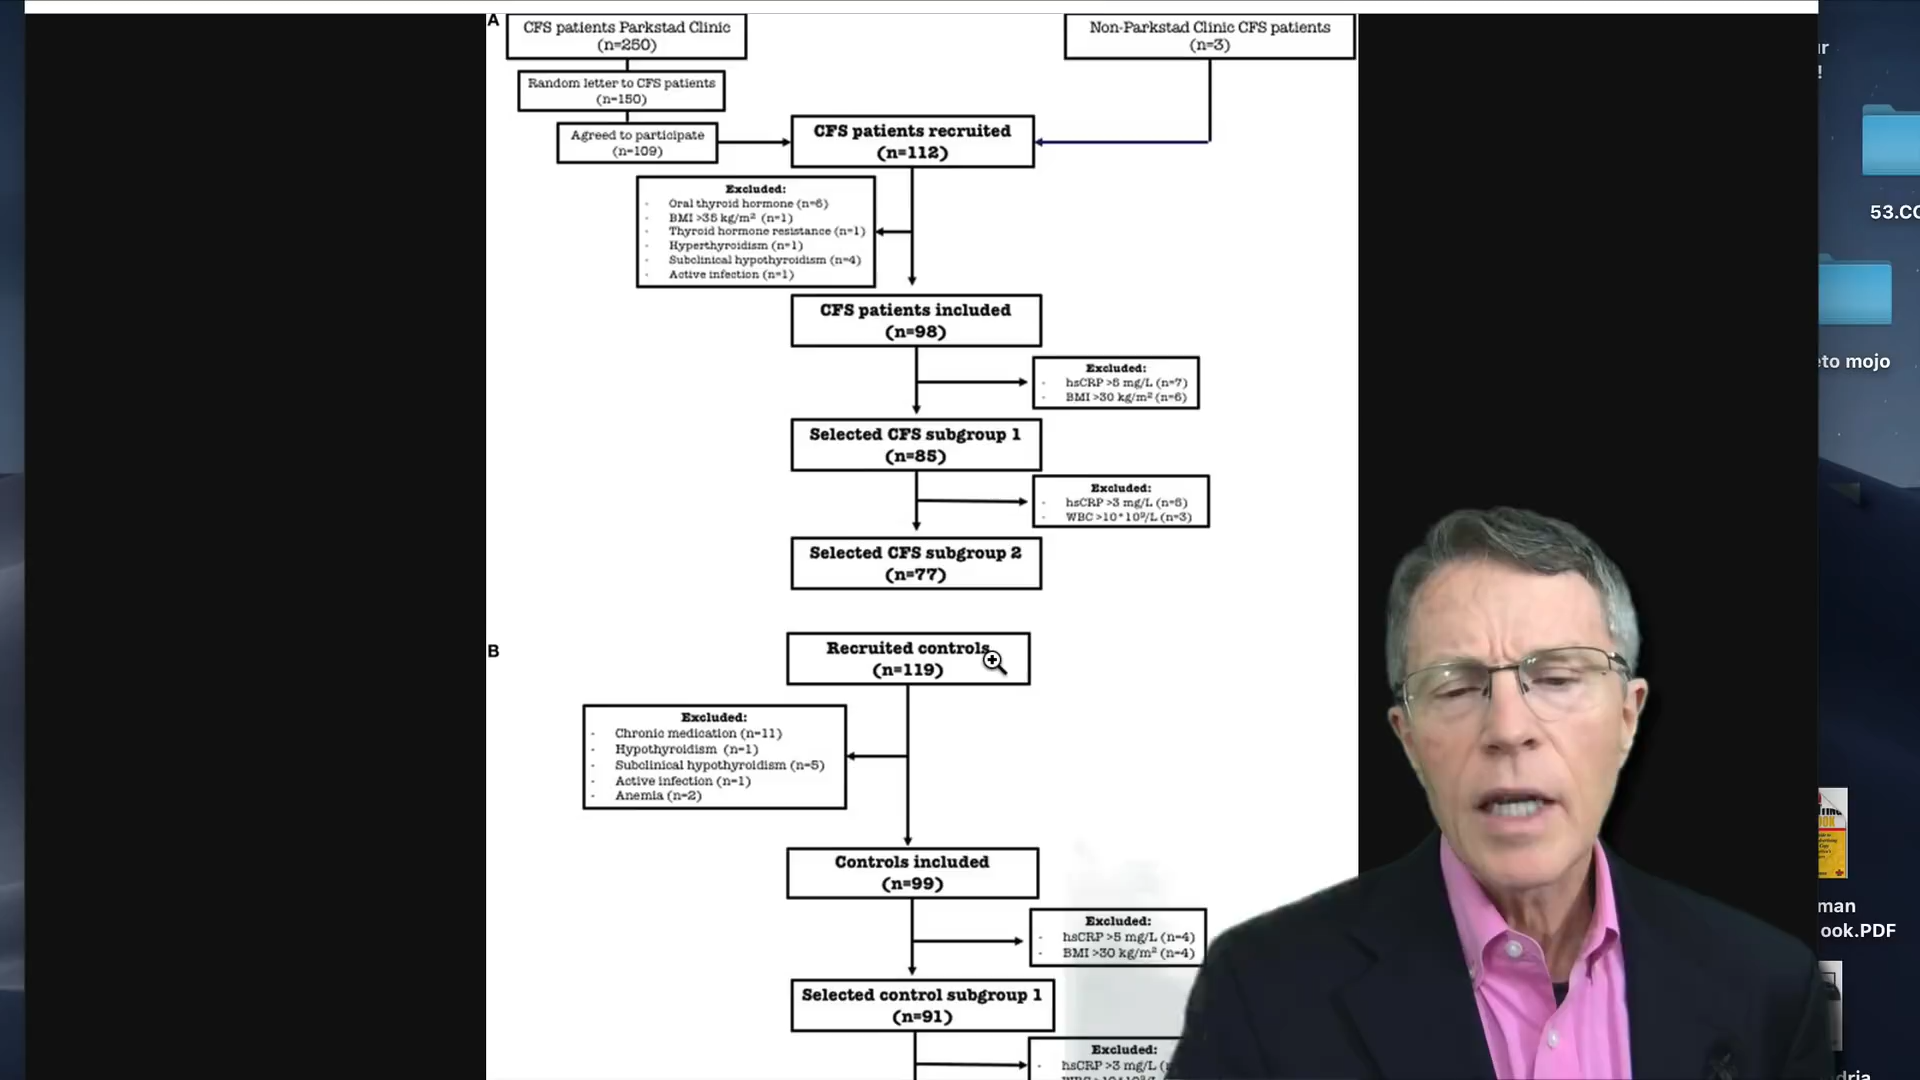 A
CFS patients Parkstad Clinic
(n=250)
Non-Parkstad Clinic CFS patients
(n=3)
Random letter to CFS patients
(n=150)
Agreed to participate
(n=109)
CFS patients recruited
(n=112)
Excluded:
- Oral thyroid hormone (n=6)
- BMI >35 kg/m² (n=1)
- Thyroid hormone resistance (n=1)
- Hyperthyroidism (n=1)
- Subclinical hypothyroidism (n=4)
- Active infection (n=1)
CFS patients included
(n=98)
Excluded:
- hsCRP >5 mg/L (n=7)
- BMI >30 kg/m² (n=6)
Selected CFS subgroup 1
(n=85)
Excluded:
- hsCRP >3 mg/L (n=5)
- WBC >10*10⁹/L (n=3)
Selected CFS subgroup 2
(n=77)
B
Recruited controls
(n=119)
Excluded:
- Chronic medication (n=11)
- Hypothyroidism (n=1)
- Subclinical hypothyroidism (n=5)
- Active infection (n=1)
- Anemia (n=2)
Controls included
(n=99)
Excluded:
- hsCRP >5 mg/L (n=4)
- BMI >30 kg/m² (n=4)
Selected control subgroup 1
(n=91)
Excluded:
- hsCRP >3 mg/L
53.CO
eto mojo
man
ook.PDF